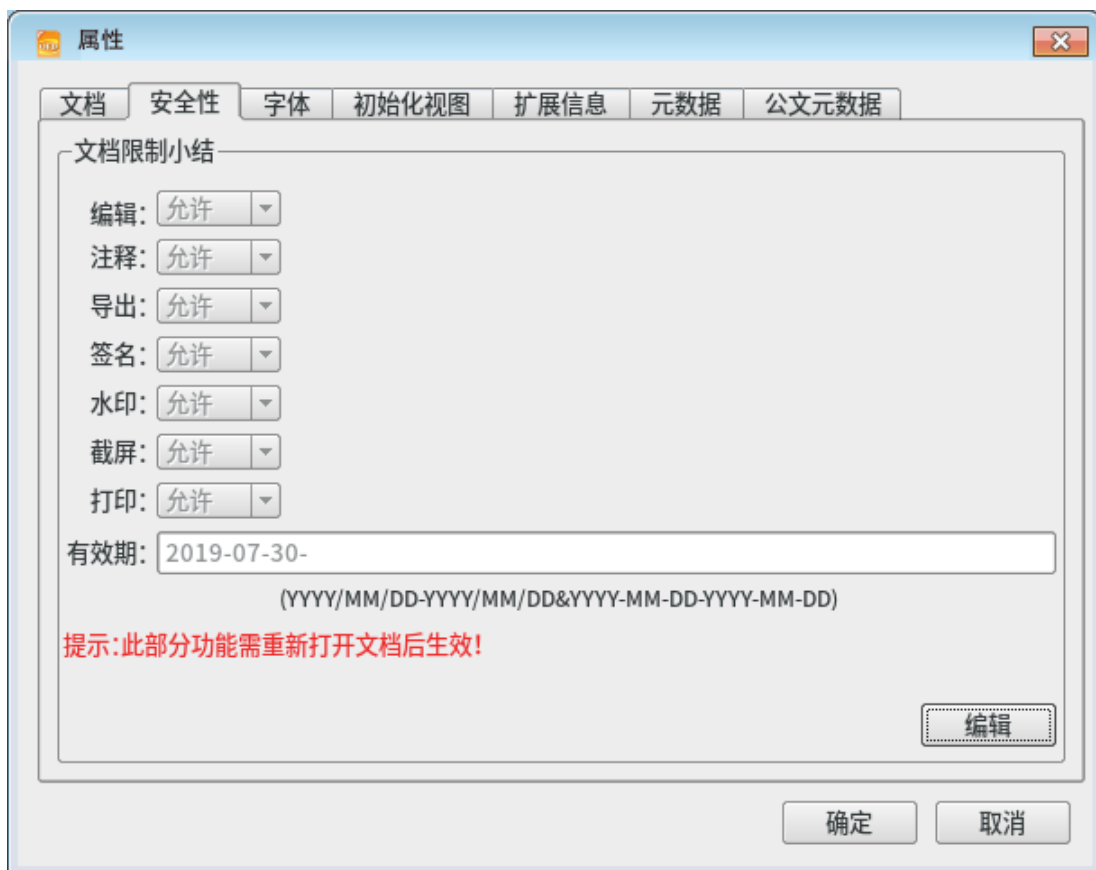 属性
文档 安全性 字体 初始化视图 扩展信息 元数据 公文元数据
文档限制小结
编辑: 允许
注释: 允许
导出: 允许
签名: 允许
水印: 允许
截屏: 允许
打印: 允许
有效期: 2019-07-30-
(YYYY/MM/DD-YYYY/MM/DD&YYYY-MM-DD-YYYY-MM-DD)
提示:此部分功能需重新打开文档后生效!
编辑
确定 取消